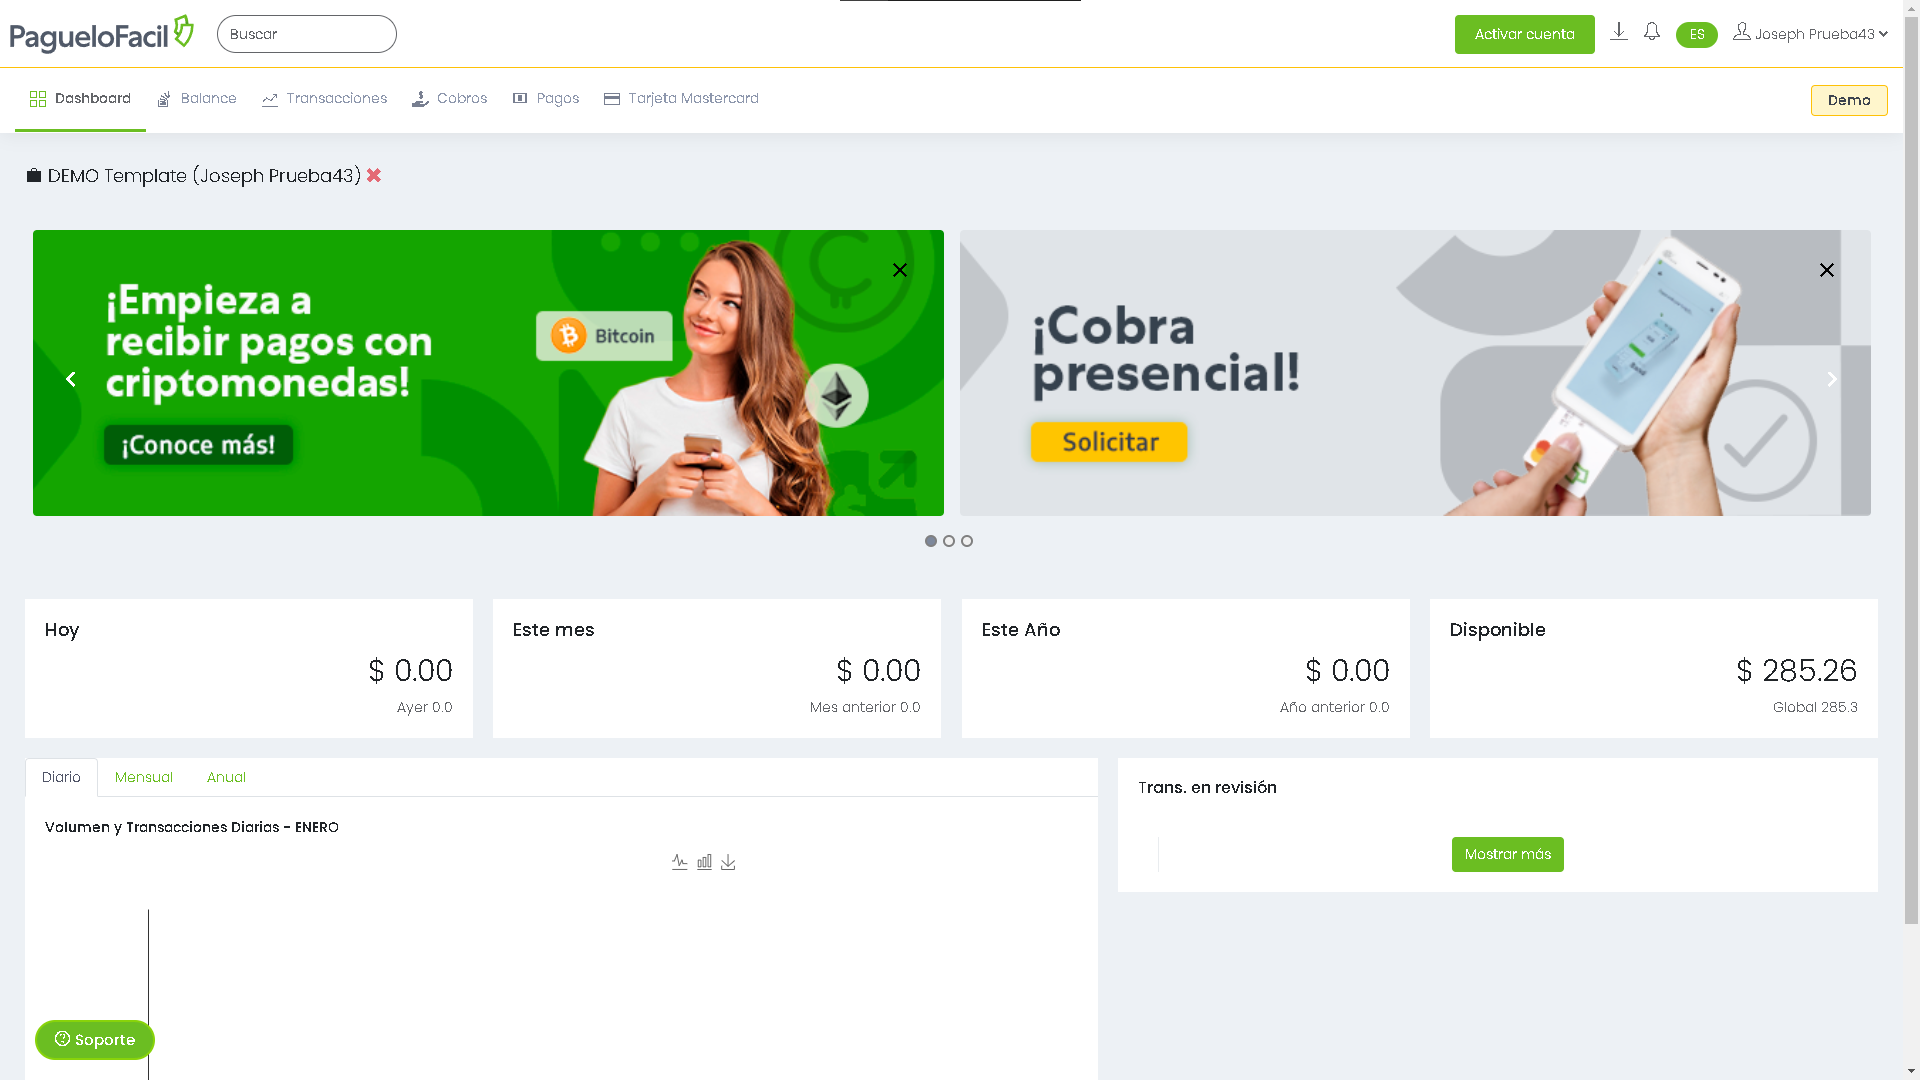 PagueloFacil
Buscar
Activar cuenta
ES
Joseph Prueba43
Dashboard
Balance
Transacciones
Cobros
Pagos
Tarjeta Mastercard
Demo
DEMO Template (Joseph Prueba43)
¡Empieza a
recibir pagos con
criptomonedas!
¡Conoce más!
Bitcoin
¡Cobra
presencial!
Solicitar
Hoy
$ 0.00
Ayer 0.0
Este mes
$ 0.00
Mes anterior 0.0
Este Año
$ 0.00
Año anterior 0.0
Disponible
$ 285.26
Global 285.3
Diario
Mensual
Anual
Volumen y Transacciones Diarias - ENERO
Trans. en revisión
Mostrar más
Soporte